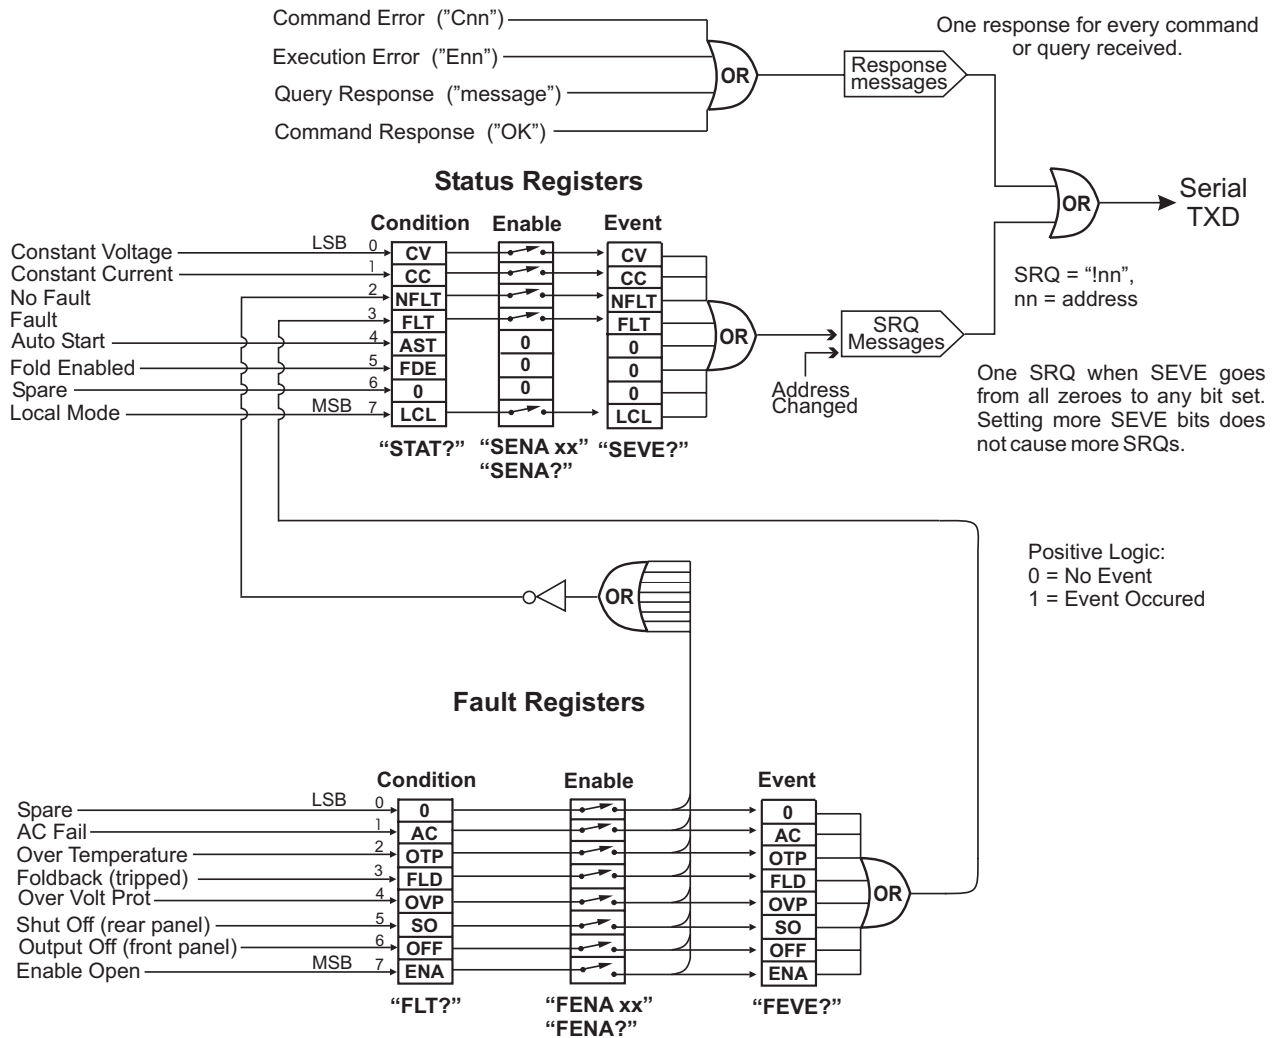 Command Error ("Cnn")
Execution Error ("Enn")
Query Response ("message")
Command Response ("OK")
OR
Response
messages
One response for every command
or query received.
OR
Serial
TXD
Status Registers
Condition
Enable
Event
Constant Voltage
LSB
0
CV
CV
Constant Current
1
CC
CC
No Fault
2
NFLT
NFLT
Fault
3
FLT
FLT
Auto Start
4
AST
0
0
Fold Enabled
5
FDE
0
0
Spare
6
0
0
0
Local Mode
MSB
7
LCL
LCL
"STAT?"
"SENA xx"
"SENA?"
"SEVE?"
OR
SRQ
Messages
Address
Changed
SRQ = "!nn",
nn = address
One SRQ when SEVE goes
from all zeroes to any bit set.
Setting more SEVE bits does
not cause more SRQs.
Positive Logic:
0 = No Event
1 = Event Occured
OR
Fault Registers
Condition
Enable
Event
Spare
LSB
0
0
0
AC Fail
1
AC
AC
Over Temperature
2
OTP
OTP
Foldback (tripped)
3
FLD
FLD
Over Volt Prot
4
OVP
OVP
Shut Off (rear panel)
5
SO
SO
Output Off (front panel)
6
OFF
OFF
Enable Open
MSB
7
ENA
ENA
OR
"FLT?"
"FENA xx"
"FENA?"
"FEVE?"